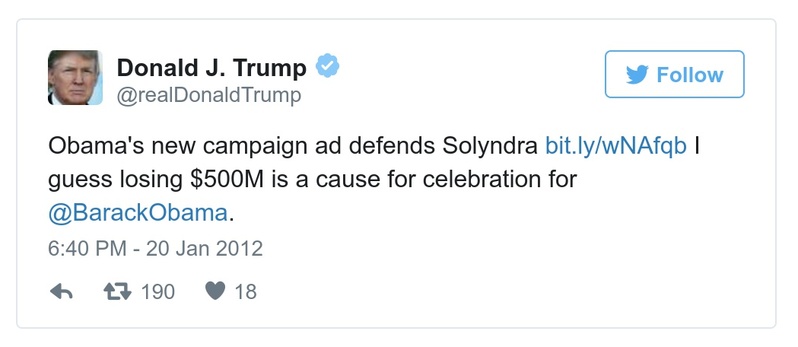 Donald J. Trump
@realDonaldTrump
Follow
Obama's new campaign ad defends Solyndra bit.ly/wNAfqb I
guess losing $500M is a cause for celebration for
@BarackObama.
6:40 PM - 20 Jan 2012
190 18